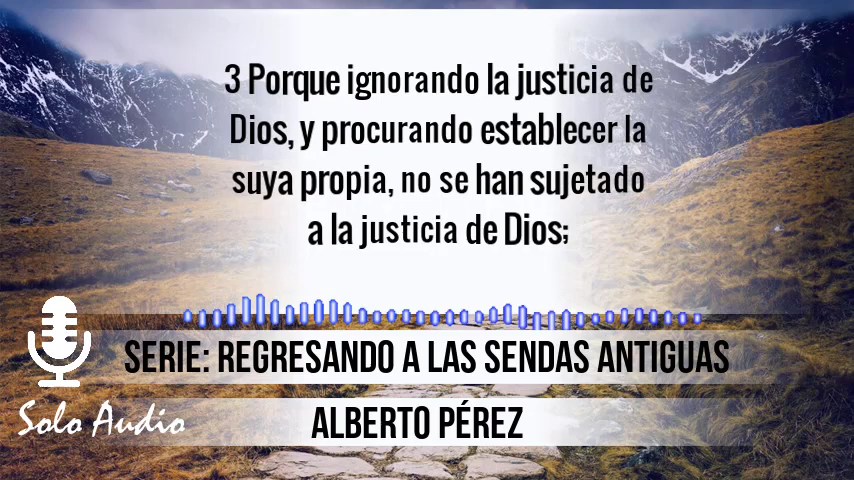 3 Porque ignorando la justicia de
Dios, y procurando establecer la
suya propia, no se han sujetado
a la justicia de Dios;
SERIE: REGRESANDO A LAS SENDAS ANTIGUAS
Solo Audio
ALBERTO PÉREZ